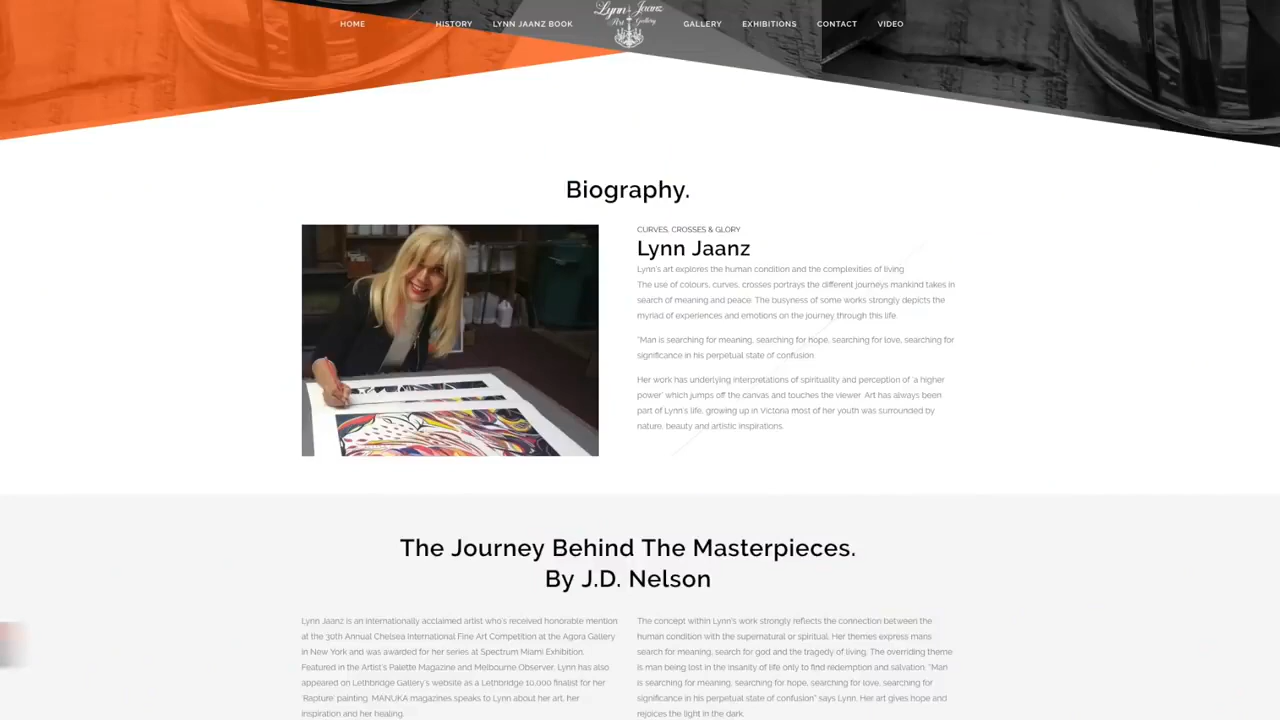 HOME HISTORY LYNN JAANZ BOOK Lynn Jaanz GALLERY EXHIBITIONS CONTACT VIDEO
Art Gallery
Biography.
CURVES, CROSSES & GLORY
Lynn Jaanz
Lynn's art explores the human condition and the complexities of living
The use of colours, curves, crosses portrays the different journeys mankind takes in
search of meaning and peace. The busyness of some works strongly depicts the
myriad of experiences and emotions on the journey through this life.
"Man is searching for meaning, searching for hope, searching for love, searching for
significance in his perpetual state of confusion
Her work has underlying interpretations of spirituality and perception of 'a higher
power' which jumps off the canvas and touches the viewer. Art has always been
part of Lynn's life, growing up in Victoria most of her youth was surrounded by
nature, beauty and artistic inspirations.
The Journey Behind The Masterpieces.
By J.D. Nelson
Lynn Jaanz is an internationally acclaimed artist who's received honorable mention
at the 30th Annual Chelsea International Fine Art Competition at the Agora Gallery
in New York and was awarded for her series at Spectrum Miami Exhibition.
Featured in the Artist's Palette Magazine and Melbourne Observer, Lynn has also
appeared on Lethbridge Gallery's website as a Lethbridge 10,000 finalist for her
'Rapture' painting. MANUKA magazines speaks to Lynn about her art, her
inspiration and her healing.
The concept within Lynn's work strongly reflects the connection between the
human condition with the supernatural or spiritual. Her themes express mans
search for meaning, search for god and the tragedy of living. The overriding theme
is man being lost in the insanity of life only to find redemption and salvation. "Man
is searching for meaning, searching for hope, searching for love, searching for
significance in his perpetual state of confusion" says Lynn. Her art gives hope and
rejoices the light in the dark.